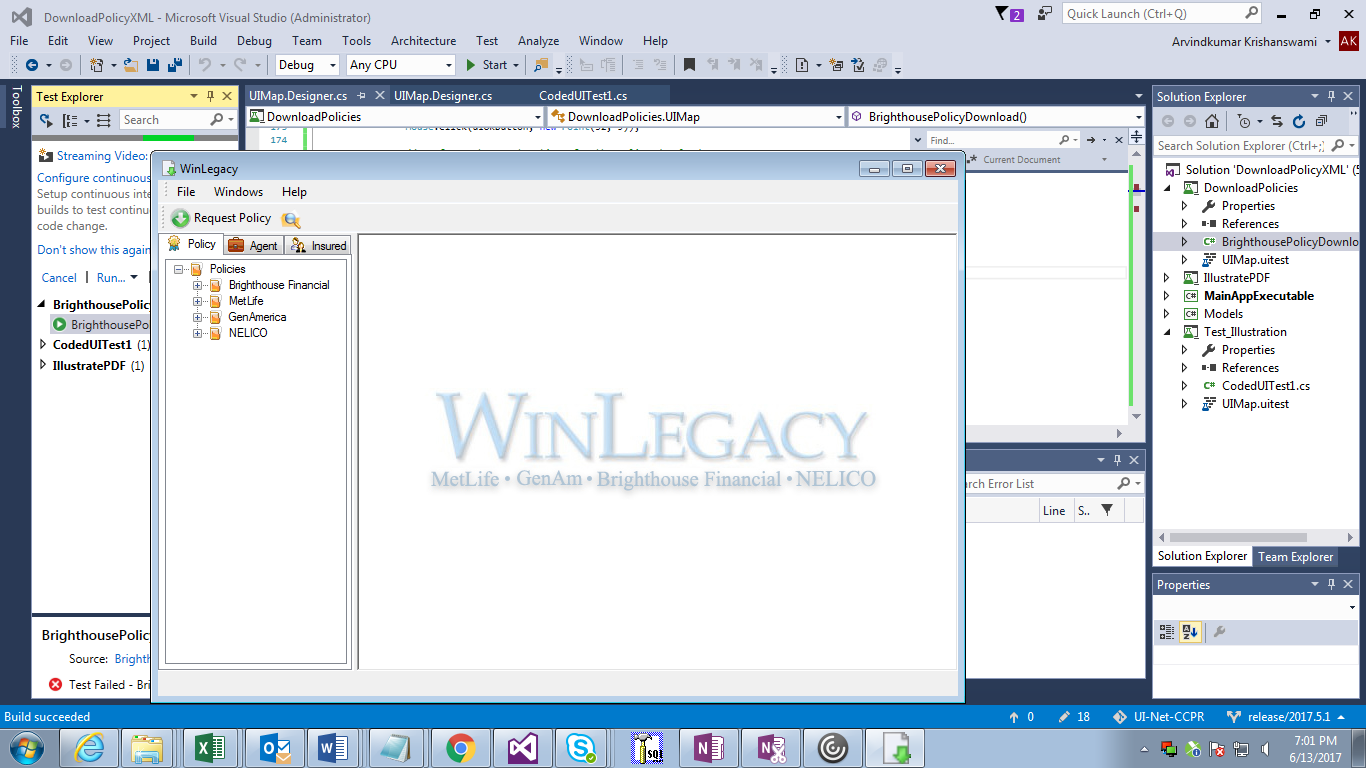 DownloadPolicyXML - Microsoft Visual Studio (Administrator)
2
Quick Launch (Ctrl+Q)
File Edit View Project Build Debug Team Tools Architecture Test Analyze Window Help
Arvindkumar Krishanswami AK
Debug Any CPU Start
Toolbox
Test Explorer
Search
Streaming Video:
Configure continuous
Setup continuous inte
builds to test continu
code change.
Don't show this again
Cancel Run...
BrighthousePolicy
BrighthousePo
CodedUITest1 (1)
IllustratePDF (1)
BrighthousePolic
Source: Brighth
Test Failed - Bri
UIMap.Designer.cs UIMap.Designer.cs CodedUITest1.cs
DownloadPolicies DownloadPolicies.UIMap BrighthousePolicyDownload()
174
Find...
Current Document
WinLegacy
File Windows Help
Request Policy
Policy Agent Insured
Policies
Brighthouse Financial
MetLife
GenAmerica
NELICO
WINLEGACY
MetLife • GenAm • Brighthouse Financial • NELICO
rch Error List
Line S..
Solution Explorer
Search Solution Explorer (Ctrl+;)
Solution 'DownloadPolicyXML' (5
DownloadPolicies
Properties
References
BrighthousePolicyDownlo
UIMap.uitest
IllustratePDF
MainAppExecutable
Models
Test_Illustration
Properties
References
CodedUITest1.cs
UIMap.uitest
Solution Explorer Team Explorer
Properties
Build succeeded
0 18 UI-Net-CCPR release/2017.5.1
7:01 PM
6/13/2017